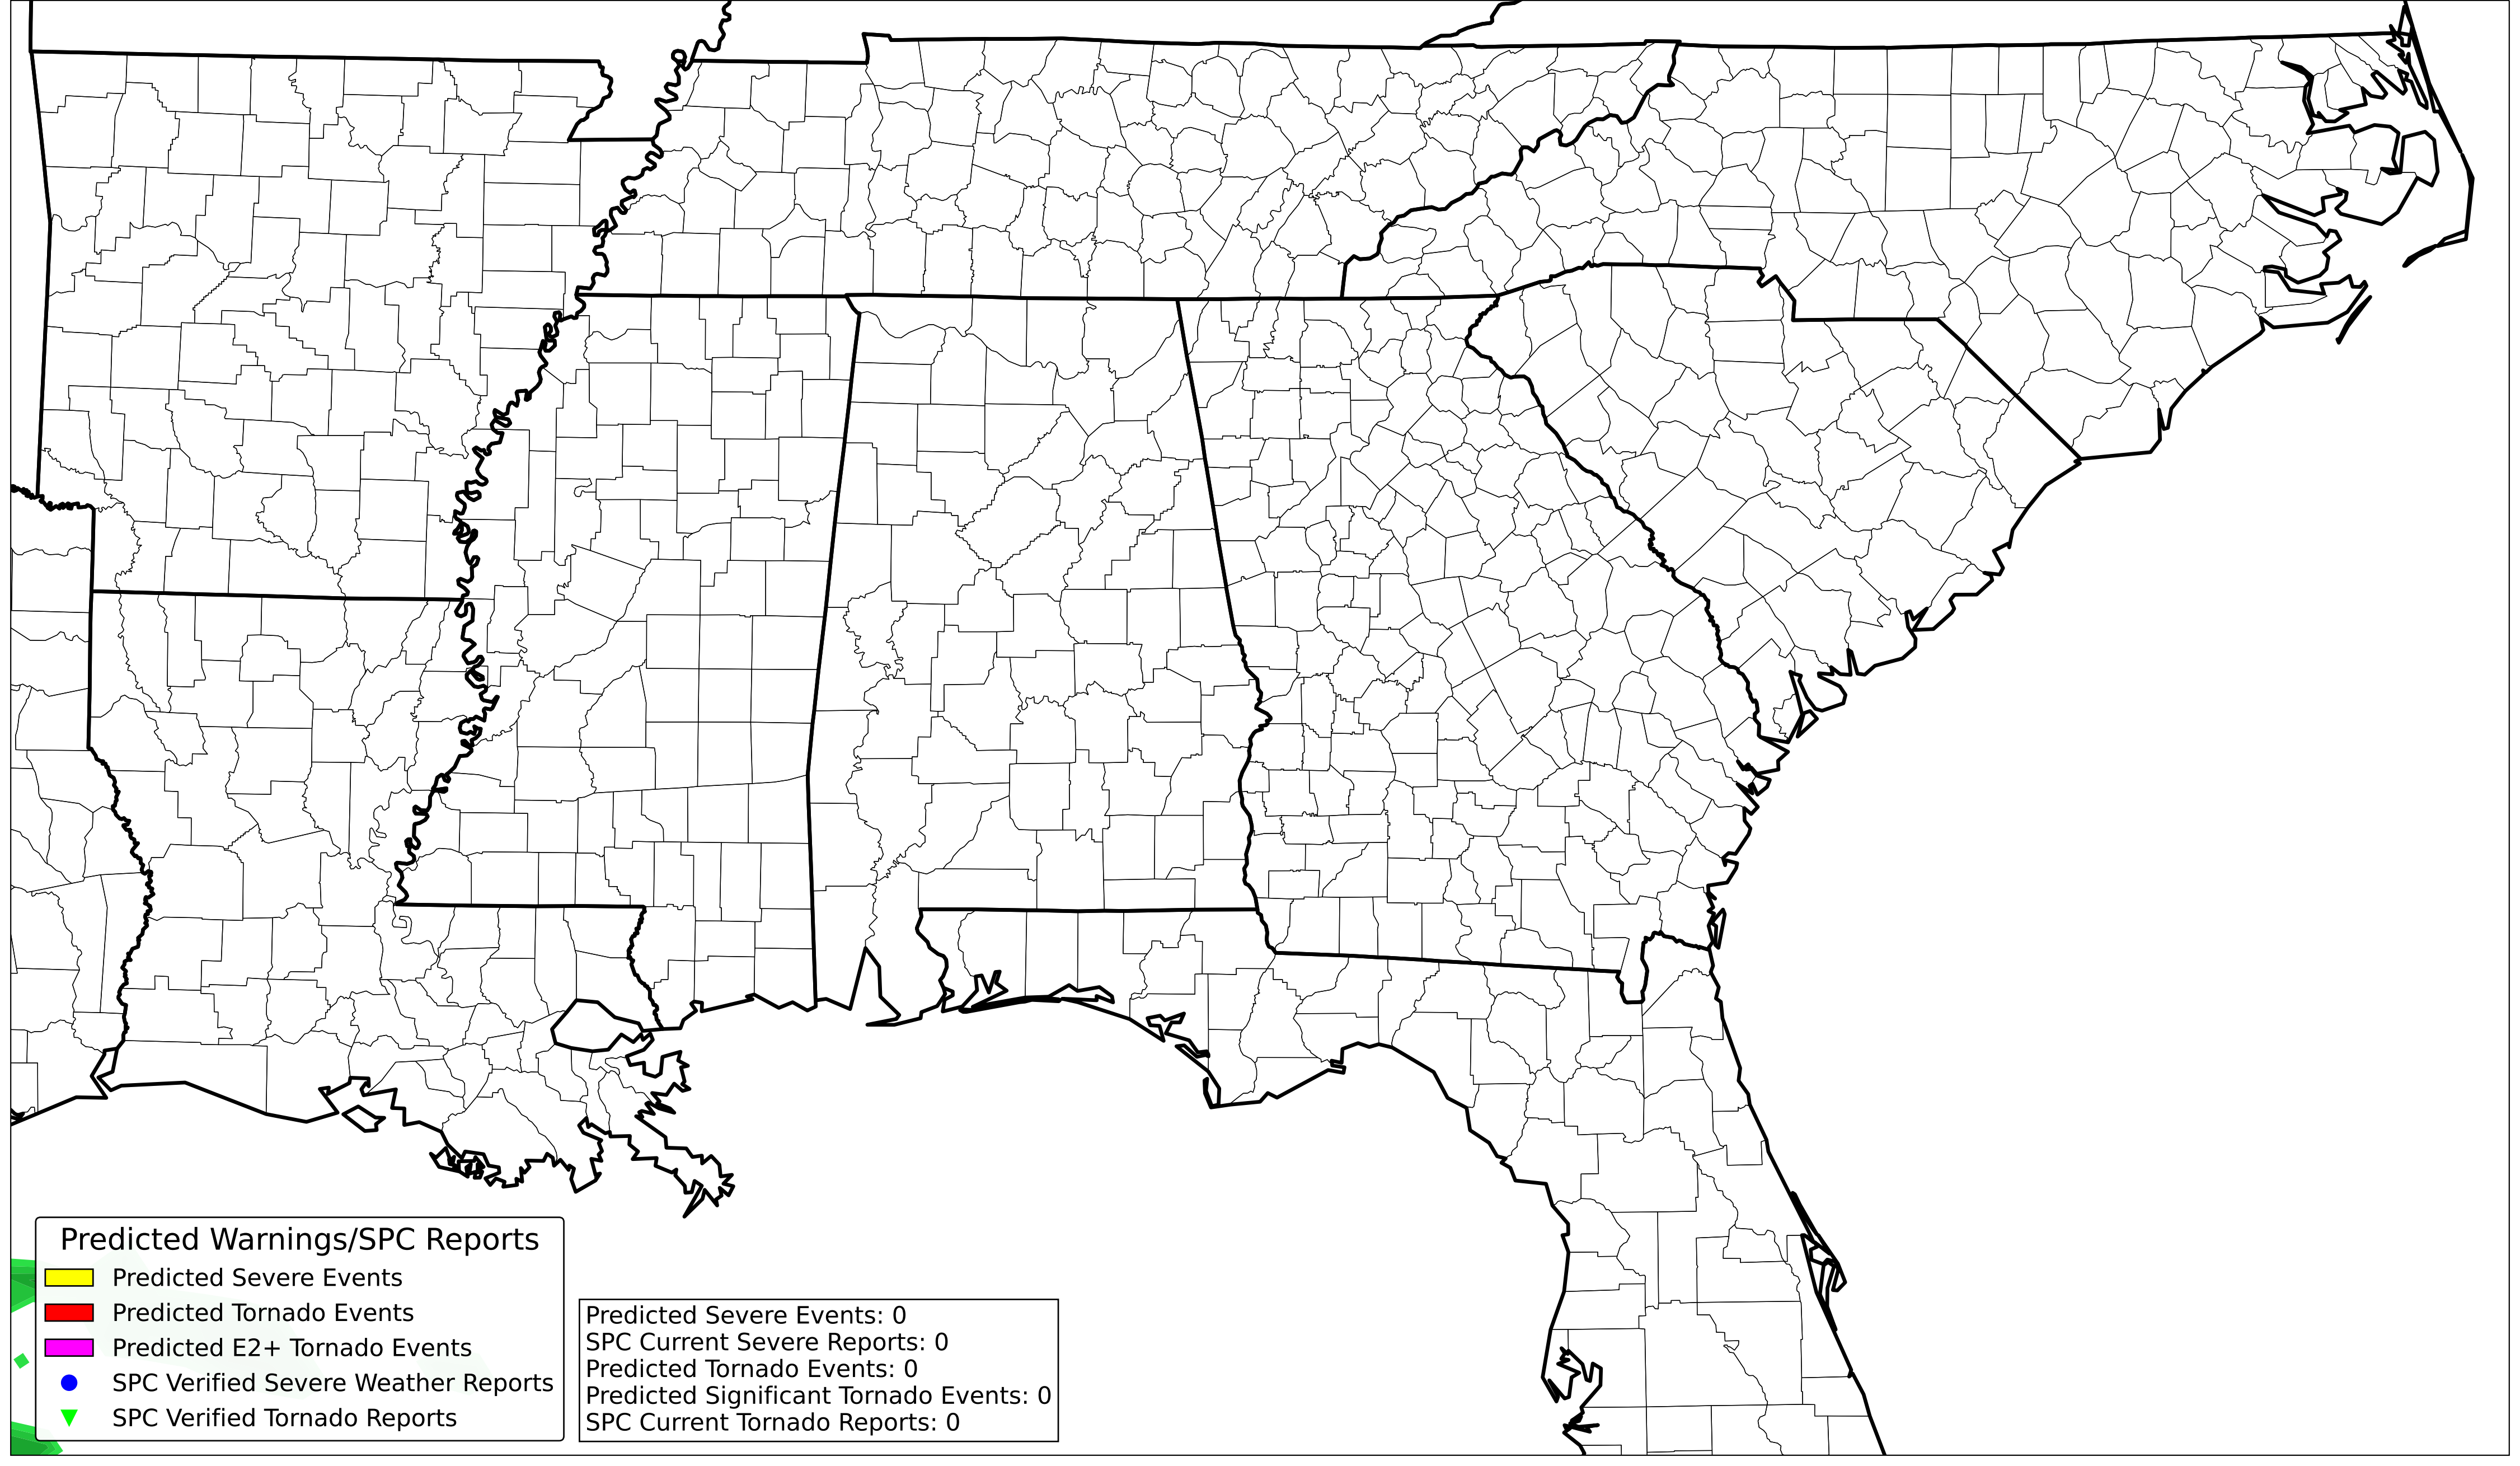 Predicted Warnings/SPC Reports
Predicted Severe Events
Predicted Tornado Events
Predicted E2+ Tornado Events
SPC Verified Severe Weather Reports
SPC Verified Tornado Reports
Predicted Severe Events: 0
SPC Current Severe Reports: 0
Predicted Tornado Events: 0
Predicted Significant Tornado Events: 0
SPC Current Tornado Reports: 0